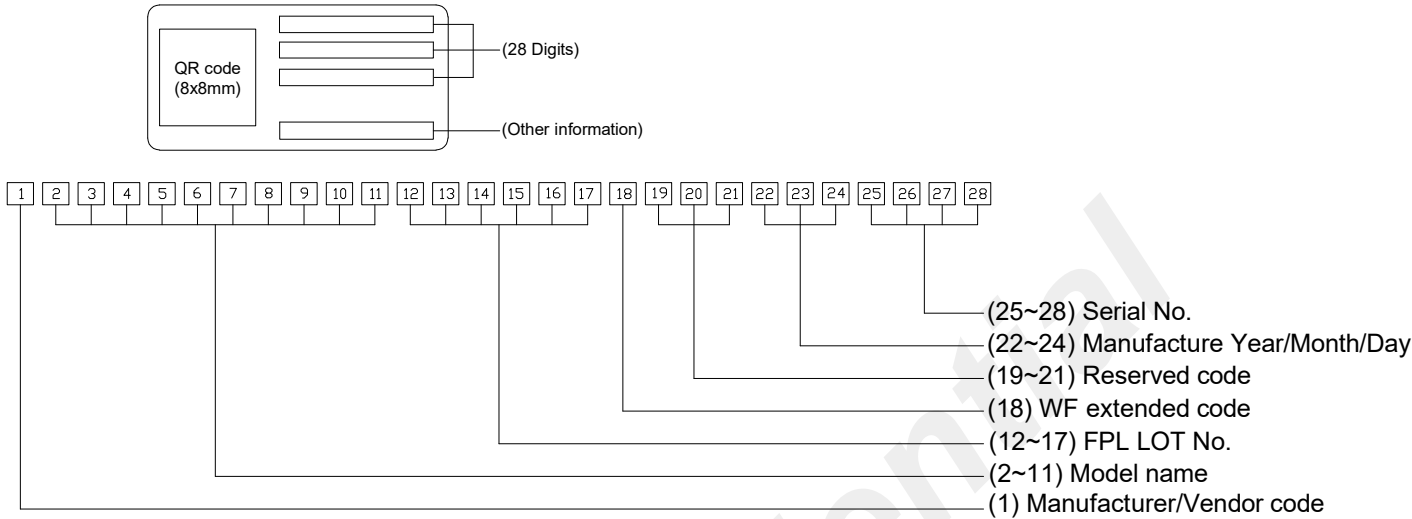 QR code
(8x8mm)
(28 Digits)
(Other information)
1 2 3 4 5 6 7 8 9 10 11 12 13 14 15 16 17 18 19 20 21 22 23 24 25 26 27 28
(25~28) Serial No.
(22~24) Manufacture Year/Month/Day
(19~21) Reserved code
(18) WF extended code
(12~17) FPL LOT No.
(2~11) Model name
(1) Manufacturer/Vendor code